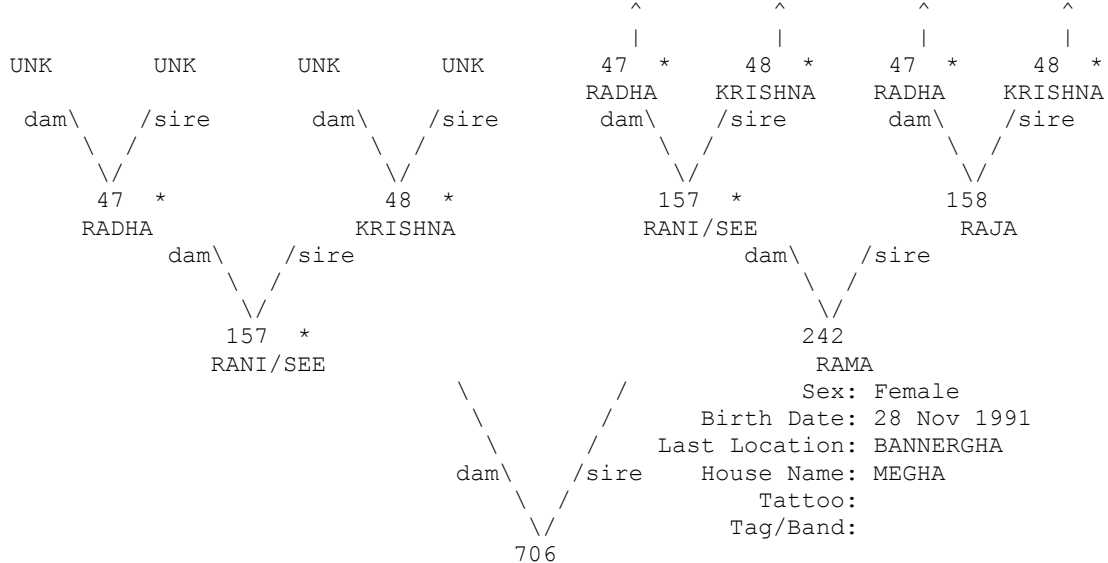 ^ ^ ^ ^
| | | |
UNK UNK UNK UNK 47 * 48 * 47 * 48 *
RADHA KRISHNA RADHA KRISHNA
dam\ /sire dam\ /sire dam\ /sire dam\ /sire
\ / \ / \ / \ /
\/ \/ \/ \/
47 * 48 * 157 * 158
RADHA KRISHNA RANI/SEE RAJA
dam\ /sire dam\ /sire
\ / \ /
\/ \/
157 * 242
RANI/SEE RAMA
\ / Sex: Female
\ / Birth Date: 28 Nov 1991
\ / Last Location: BANNERGHA
dam\ /sire House Name: MEGHA
\ / Tattoo:
\/ Tag/Band:
706